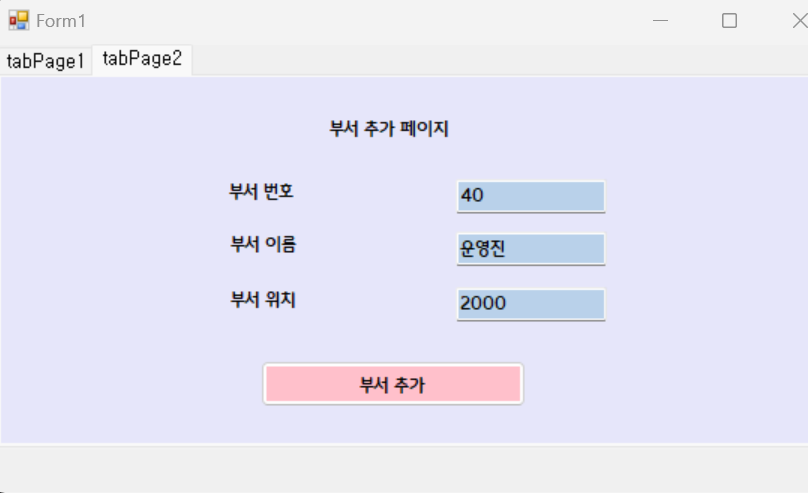 Form1
tabPage1 tabPage2
부서 추가 페이지
부서 번호 40
부서 이름 운영진
부서 위치 2000
부서 추가